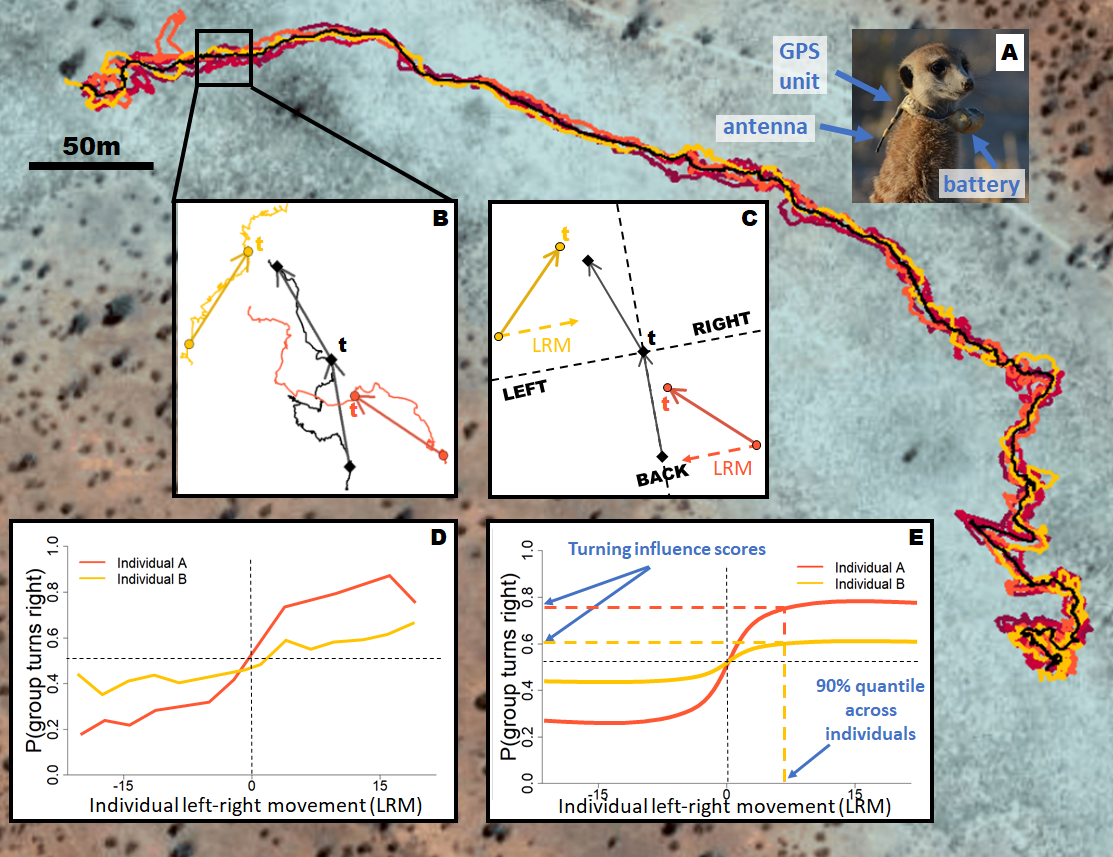 GPS
unit
A
antenna
battery
50m
B
t
t
t
C
t
RIGHT
t
LRM
LEFT
t
LRM
BACK
D
P(group turns right)
1.0
0.8
0.6
0.4
0.2
0.0
Individual A
Individual B
-15
0
15
Individual left-right movement (LRM)
E
Turning influence scores
P(group turns right)
1.0
0.8
0.6
0.4
0.2
0.0
Individual A
Individual B
90% quantile
across
individuals
-15
0
15
Individual left-right movement (LRM)